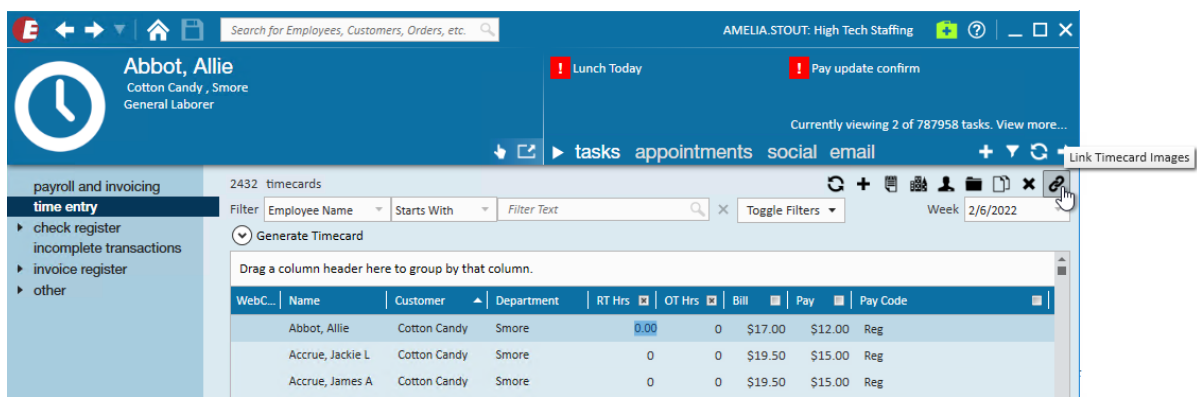 Search for Employees, Customers, Orders, etc.
AMELIA.STOUT: High Tech Staffing
Abbot, Allie
Cotton Candy , Smore
General Laborer
! Lunch Today
! Pay update confirm
Currently viewing 2 of 787958 tasks. View more...
tasks appointments social email
Link Timecard Images
payroll and invoicing
time entry
check register
incomplete transactions
invoice register
other
2432 timecards
Filter Employee Name Starts With Filter Text Toggle Filters Week 2/6/2022
Generate Timecard
Drag a column header here to group by that column.
WebC... Name Customer Department RT Hrs OT Hrs Bill Pay Pay Code
Abbot, Allie Cotton Candy Smore 0.00 0 $17.00 $12.00 Reg
Accrue, Jackie L Cotton Candy Smore 0 0 $19.50 $15.00 Reg
Accrue, James A Cotton Candy Smore 0 0 $19.50 $15.00 Reg